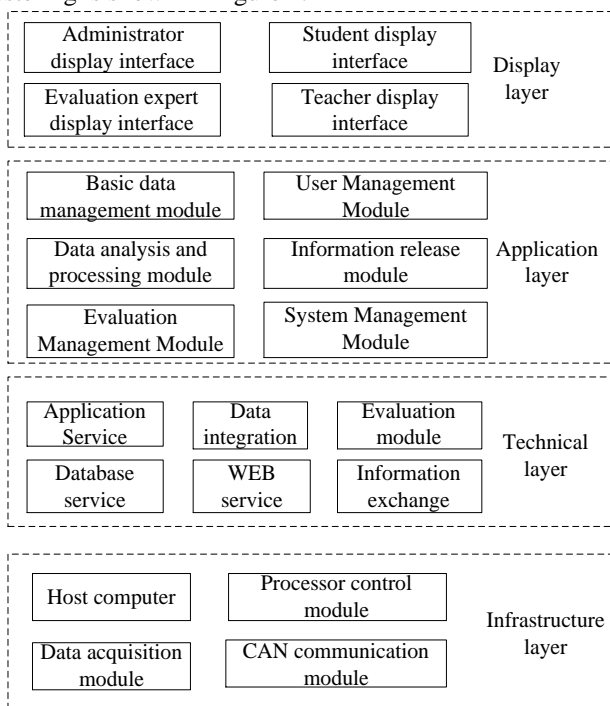 Administrator
display interface
Student display
interface
Evaluation expert
display interface
Teacher display
interface
Display
layer
Basic data
management module
User Management
Module
Data analysis and
processing module
Information release
module
Evaluation
Management Module
System Management
Module
Application
layer
Application
Service
Data
integration
Evaluation
module
Database
service
WEB
service
Information
exchange
Technical
layer
Host computer
Processor control
module
Data acquisition
module
CAN communication
module
Infrastructure
layer